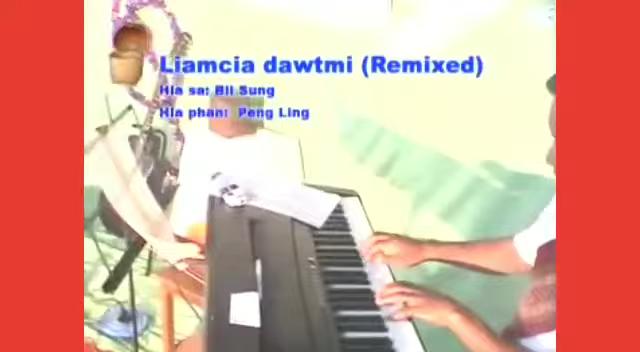 Liamcia dawtmi (Remixed)
Hla sa: Bil Sung
Hla phan: Peng Ling